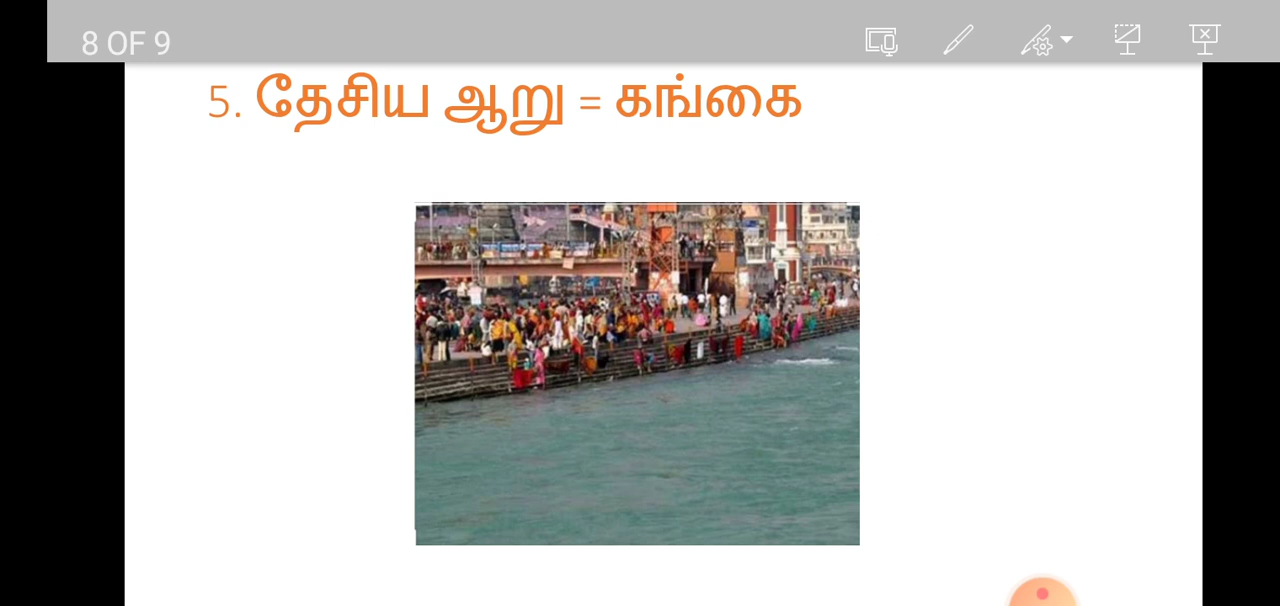 8 OF 9
5. தேசிய ஆறு = கங்கை